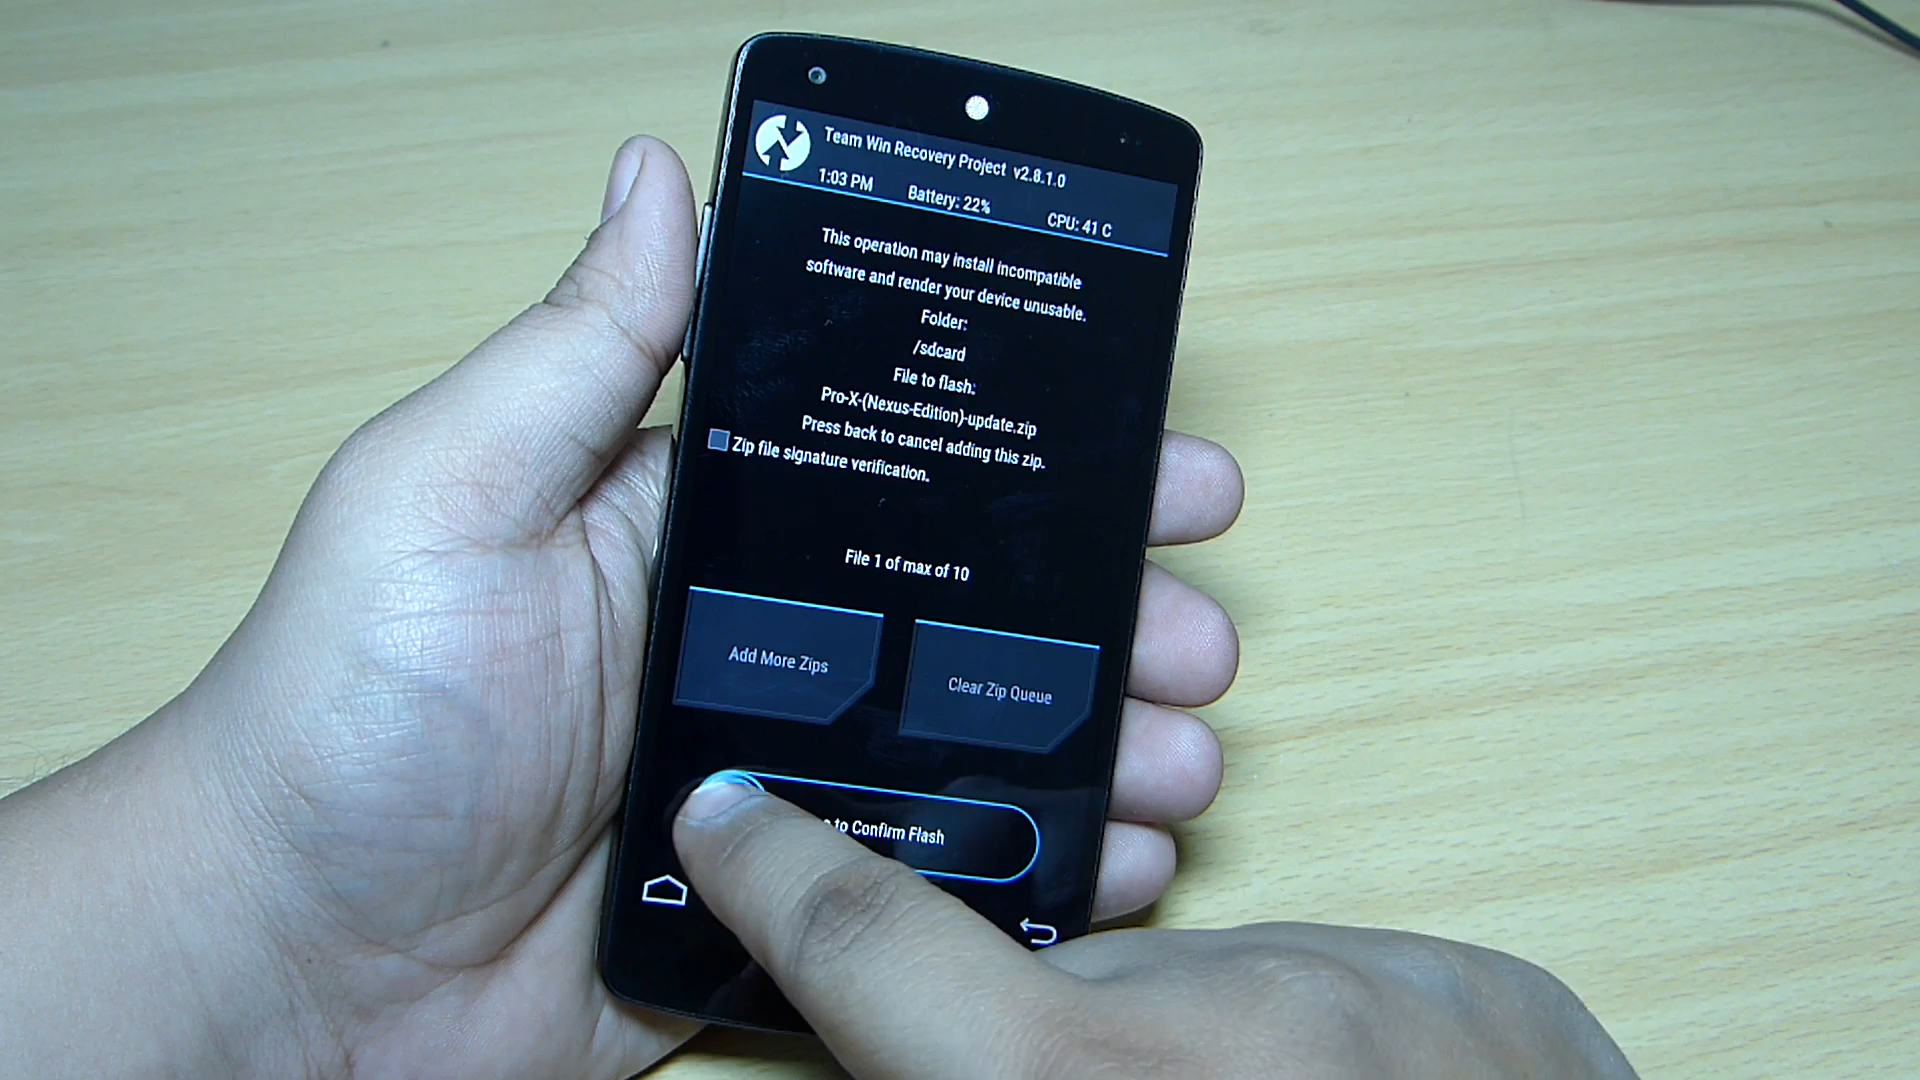 Team Win Recovery Project v2.8.1.0
1:03 PM Battery: 22% CPU: 41 C
This operation may install incompatible
software and render your device unusable.
Folder:
/sdcard
File to flash:
Pro-X-(Nexus-Edition)-update.zip
Press back to cancel adding this zip.
Zip file signature verification.
File 1 of max of 10
Add More Zips
Clear Zip Queue
to Confirm Flash